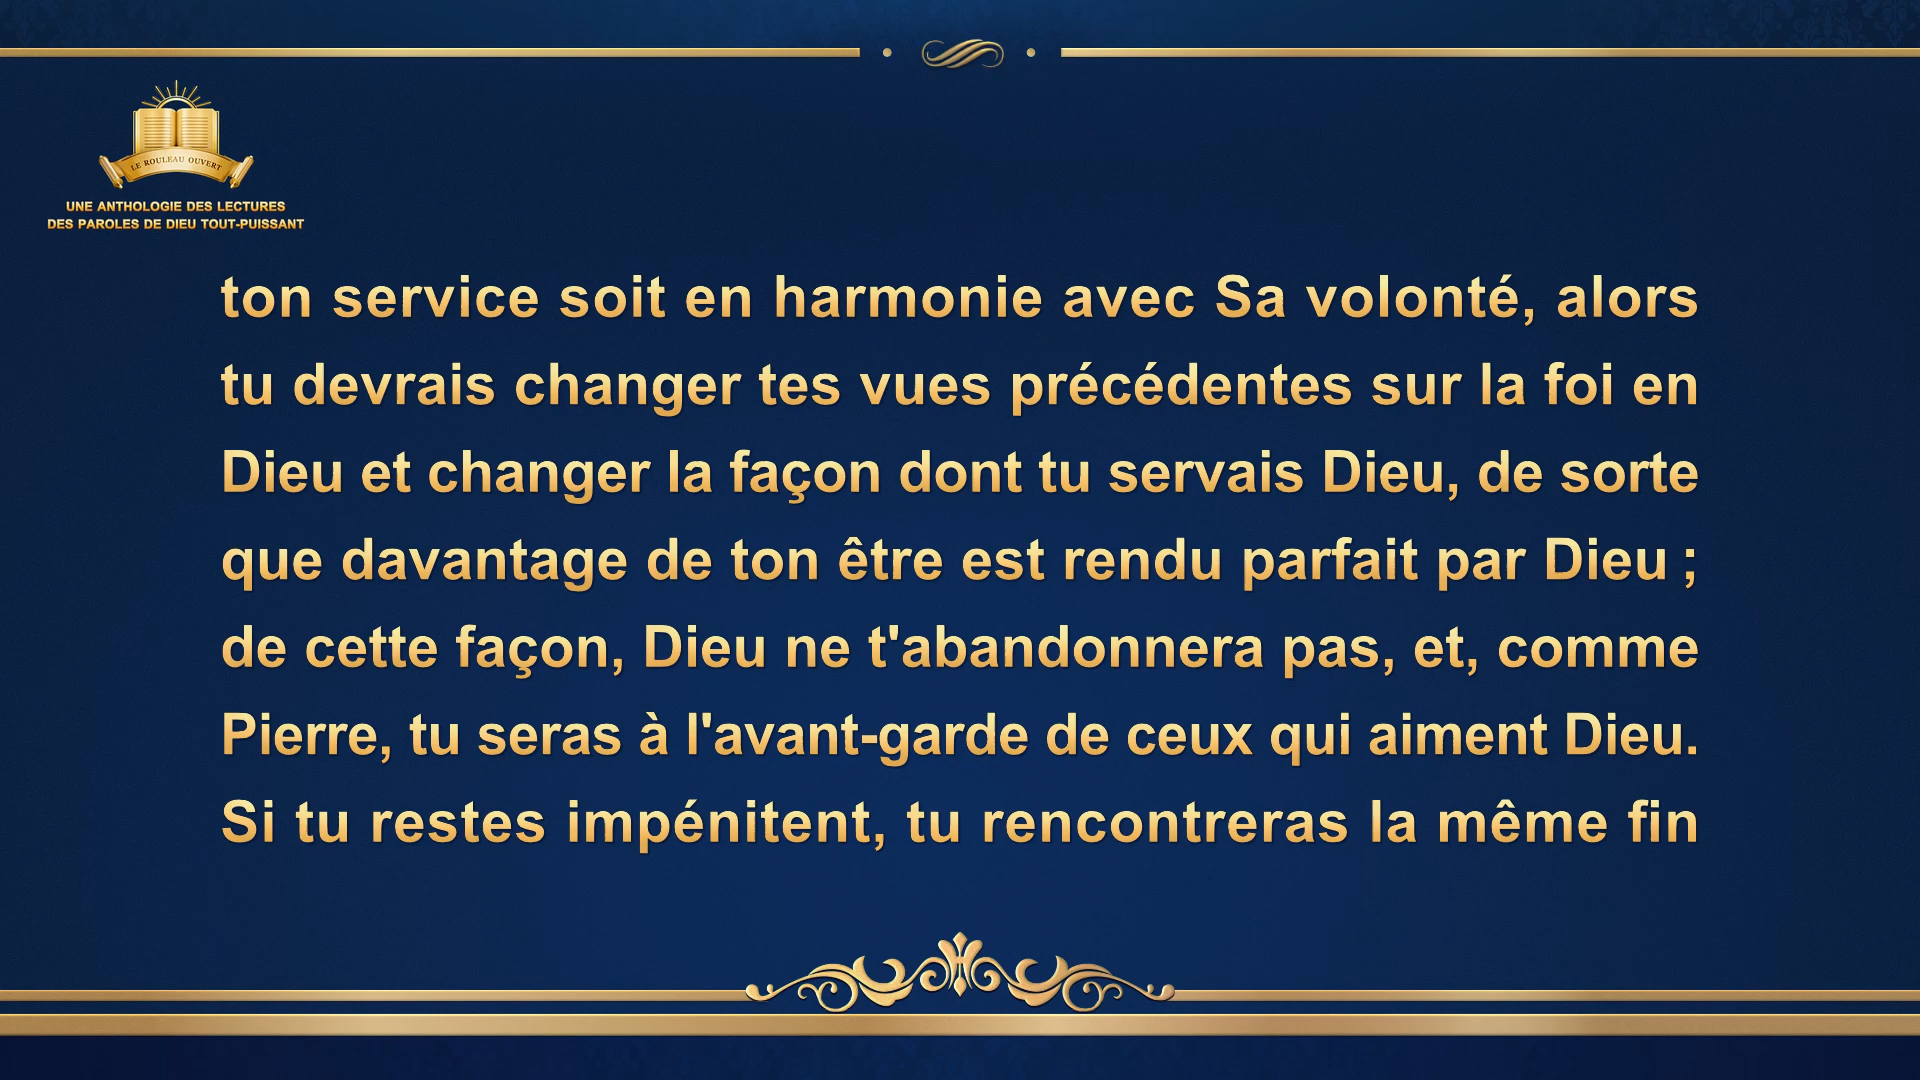 LE ROULEAU OUVERT
UNE ANTHOLOGIE DES LECTURES
DES PAROLES DE DIEU TOUT-PUISSANT
ton service soit en harmonie avec Sa volonté, alors
tu devrais changer tes vues précédentes sur la foi en
Dieu et changer la façon dont tu servais Dieu, de sorte
que davantage de ton être est rendu parfait par Dieu ;
de cette façon, Dieu ne t'abandonnera pas, et, comme
Pierre, tu seras à l'avant-garde de ceux qui aiment Dieu.
Si tu restes impénitent, tu rencontreras la même fin